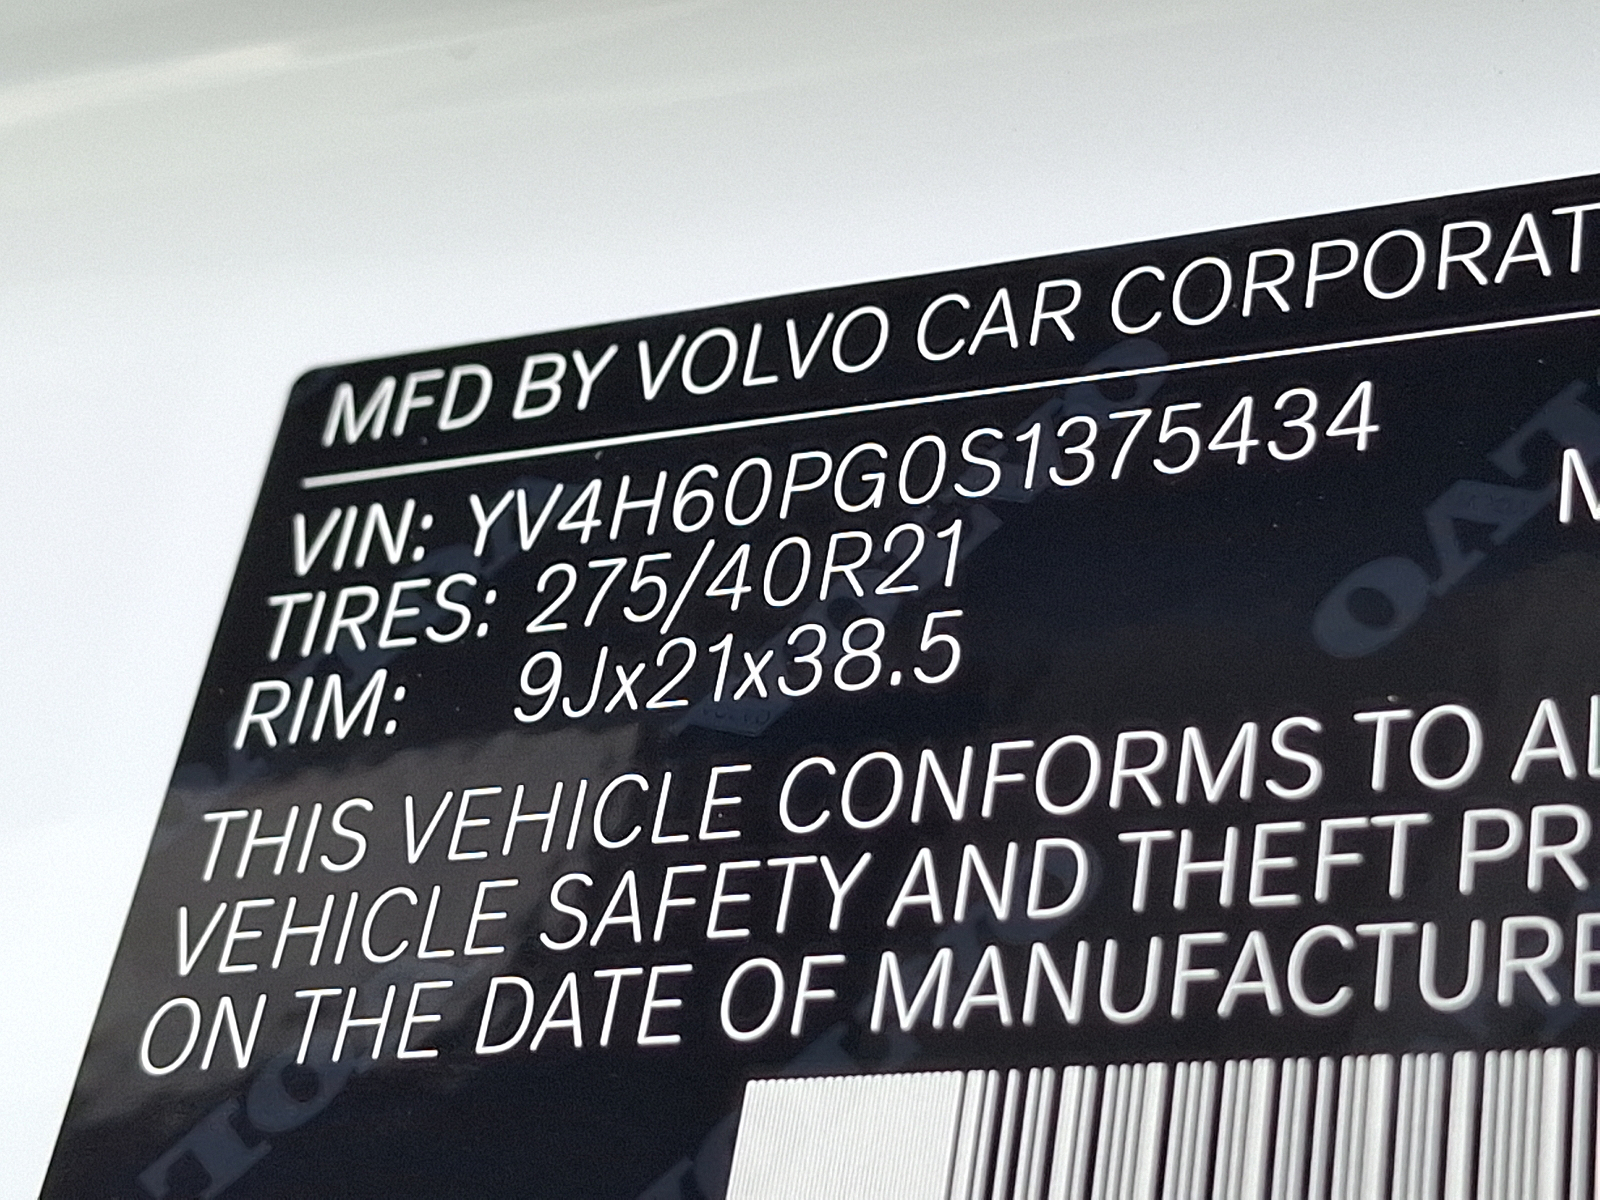 MFD BY VOLVO CAR CORPORAT
VIN: YV4H60PG0S1375434
M
TIRES: 275/40R21
RIM: 9Jx21x38.5
THIS VEHICLE CONFORMS TO AL
VEHICLE SAFETY AND THEFT PR
ON THE DATE OF MANUFACTURE